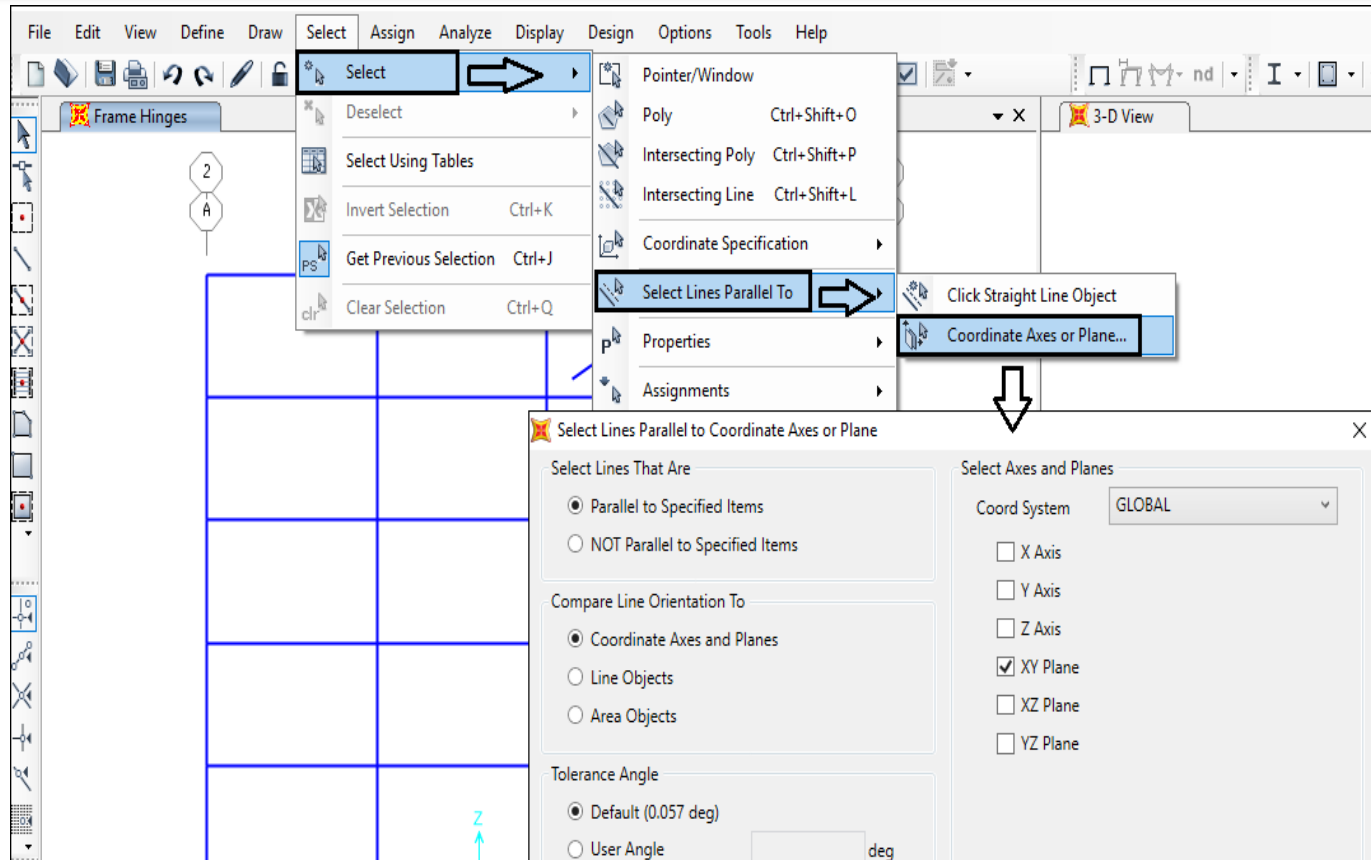 File Edit View Define Draw Select Assign Analyze Display Design Options Tools Help
nd
Frame Hinges
3-D View
2
A
Select
Deselect
Select Using Tables
Invert Selection Ctrl+K
PS Get Previous Selection Ctrl+J
clr Clear Selection Ctrl+Q
Pointer/Window
Poly Ctrl+Shift+O
Intersecting Poly Ctrl+Shift+P
Intersecting Line Ctrl+Shift+L
Coordinate Specification
Select Lines Parallel To
P Properties
Assignments
Click Straight Line Object
Coordinate Axes or Plane...
Select Lines Parallel to Coordinate Axes or Plane
Select Lines That Are
Parallel to Specified Items
NOT Parallel to Specified Items
Compare Line Orientation To
Coordinate Axes and Planes
Line Objects
Area Objects
Tolerance Angle
Default (0.057 deg)
User Angle deg
Select Axes and Planes
Coord System GLOBAL
X Axis
Y Axis
Z Axis
XY Plane
XZ Plane
YZ Plane
Z